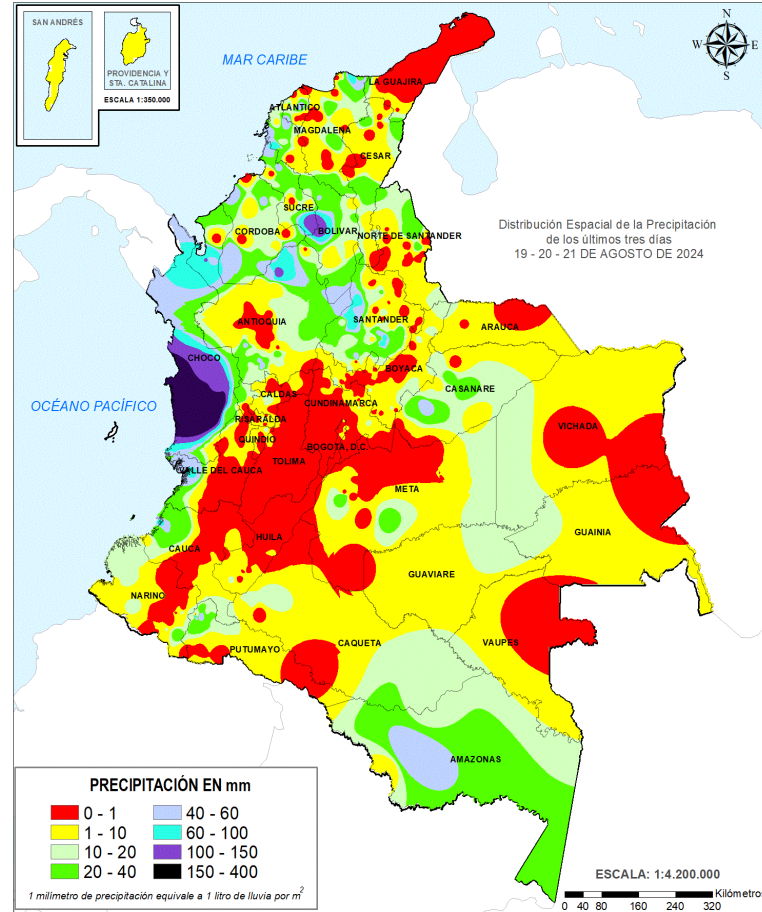 SAN ANDRÉS
PROVIDENCIA Y
STA. CATALINA
ESCALA 1:350.000
MAR CARIBE
N
W
E
S
LA GUAJIRA
ATLANTICO
MAGDALENA
CESAR
SUCRE
CORDOBA
BOLIVAR
NORTE DE SANTANDER
Distribución Espacial de la Precipitación
de los últimos tres días
19 - 20 - 21 DE AGOSTO DE 2024
ANTIOQUIA
SANTANDER
ARAUCA
CHOCO
BOYACA
CASANARE
OCÉANO PACÍFICO
CALDAS
CUNDINAMARCA
RISARALDA
VICHADA
QUINDIO
BOGOTA, D.C.
TOLIMA
VALLE DEL CAUCA
META
GUAINIA
HUILA
CAUCA
GUAVIARE
NARINO
CAQUETA
VAUPES
PUTUMAYO
AMAZONAS
PRECIPITACIÓN EN mm
0 - 1
40 - 60
1 - 10
60 - 100
10 - 20
100 - 150
20 - 40
150 - 400
1 milimetro de precipitación equivale a 1 litro de lluvia por m2
ESCALA: 1:4.200.000
Kilómetros
0 40 80 160 240 320